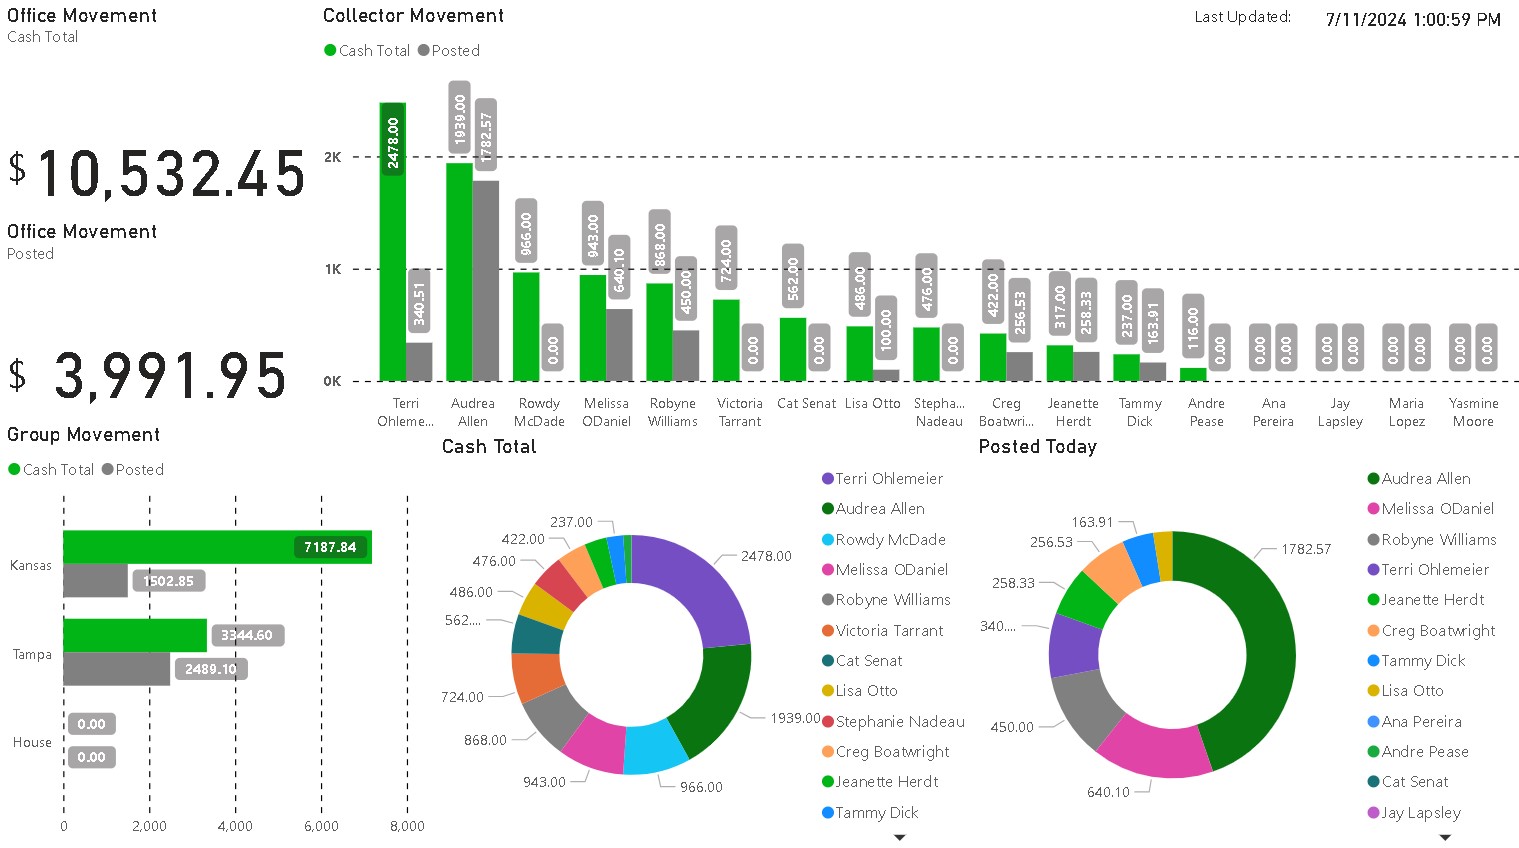 Office Movement
Cash Total
$ 10,532.45
Office Movement
Posted
$ 3,991.95
Collector Movement
Cash Total Posted
Last Updated: 7/11/2024 1:00:59 PM
2K
1K
0K
2478.00
340.51
1939.00
1782.57
966.00
0.00
943.00
640.10
868.00
450.00
724.00
0.00
562.00
0.00
486.00
100.00
476.00
0.00
422.00
256.53
317.00
258.33
237.00
163.91
116.00
0.00
0.00
0.00
0.00
0.00
0.00
0.00
0.00
0.00
Terri
Ohleme...
Audrea
Allen
Rowdy
McDade
Melissa
ODaniel
Robyne
Williams
Victoria
Tarrant
Cat Senat
Lisa Otto
Stepha...
Nadeau
Creg
Boatwri...
Jeanette
Herdt
Tammy
Dick
Andre
Pease
Ana
Pereira
Jay
Lapsley
Maria
Lopez
Yasmine
Moore
Group Movement
Cash Total Posted
Kansas
7187.84
1502.85
Tampa
3344.60
2489.10
House
0.00
0.00
0 2,000 4,000 6,000 8,000
Cash Total
237.00
422.00
476.00
486.00
562....
724.00
868.00
943.00
966.00
1939.00
2478.00
Terri Ohlemeier
Audrea Allen
Rowdy McDade
Melissa ODaniel
Robyne Williams
Victoria Tarrant
Cat Senat
Lisa Otto
Stephanie Nadeau
Creg Boatwright
Jeanette Herdt
Tammy Dick
Posted Today
163.91
256.53
258.33
340....
450.00
640.10
1782.57
Audrea Allen
Melissa ODaniel
Robyne Williams
Terri Ohlemeier
Jeanette Herdt
Creg Boatwright
Tammy Dick
Lisa Otto
Ana Pereira
Andre Pease
Cat Senat
Jay Lapsley